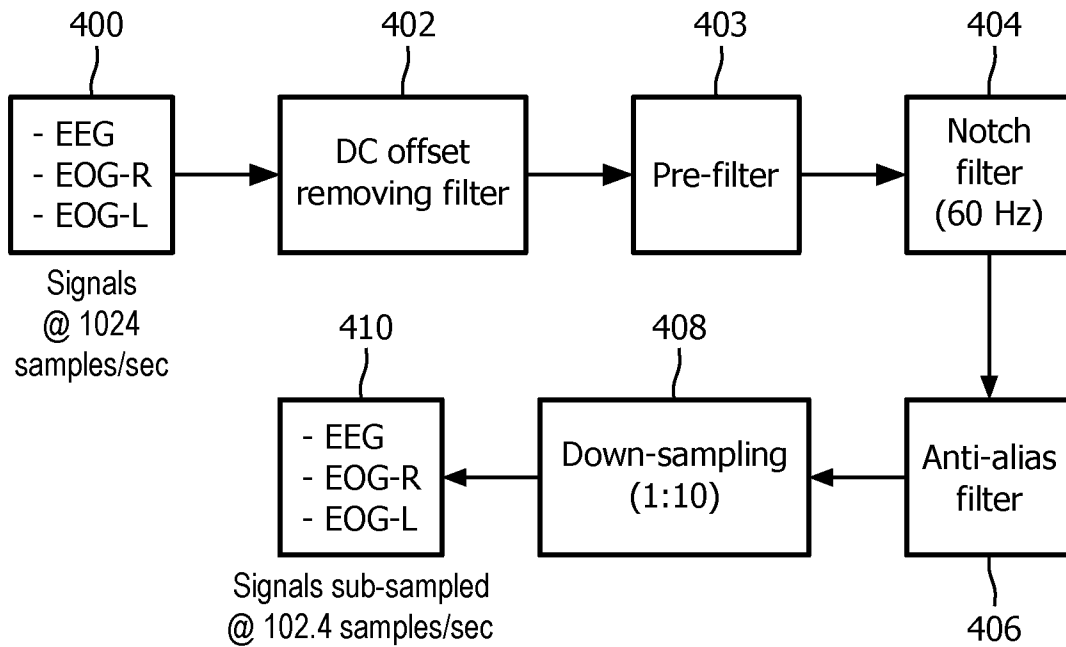 400
402
403
404
- EEG
- EOG-R
- EOG-L
DC offset
removing filter
Pre-filter
Notch
filter
(60 Hz)
Signals
@ 1024
samples/sec
410
408
- EEG
- EOG-R
- EOG-L
Down-sampling
(1:10)
Anti-alias
filter
Signals sub-sampled
@ 102.4 samples/sec
406